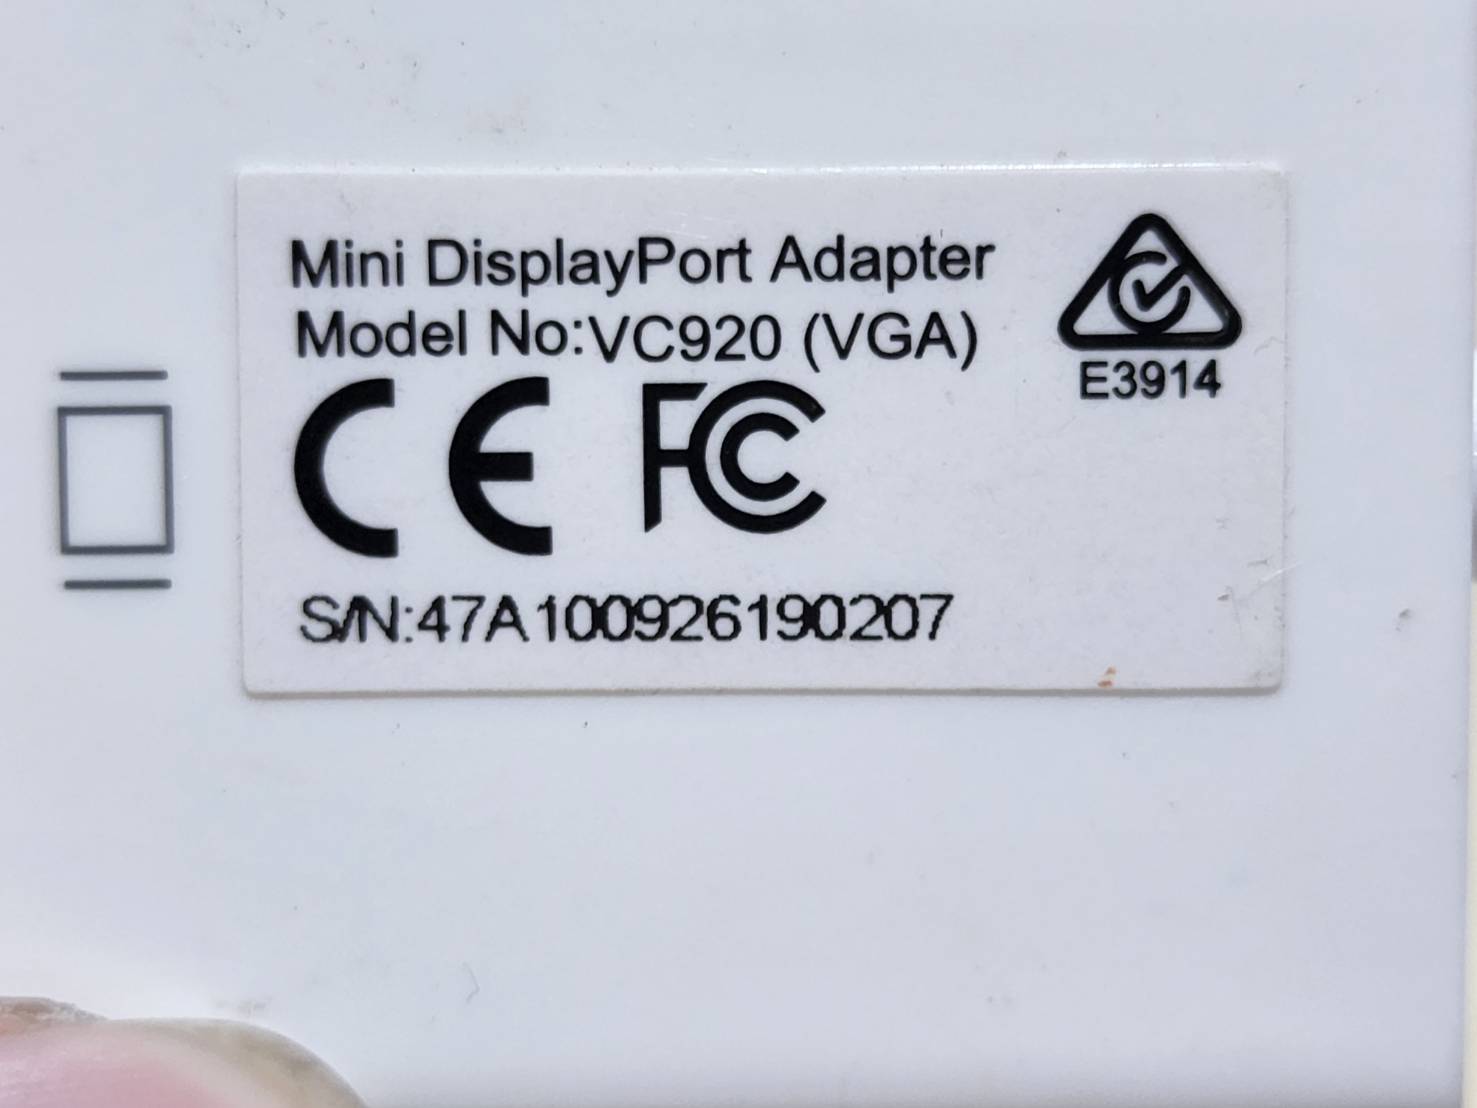 Mini DisplayPort Adapter
Model No:VC920 (VGA)
E3914
CE FC
S/N:47A100926190207